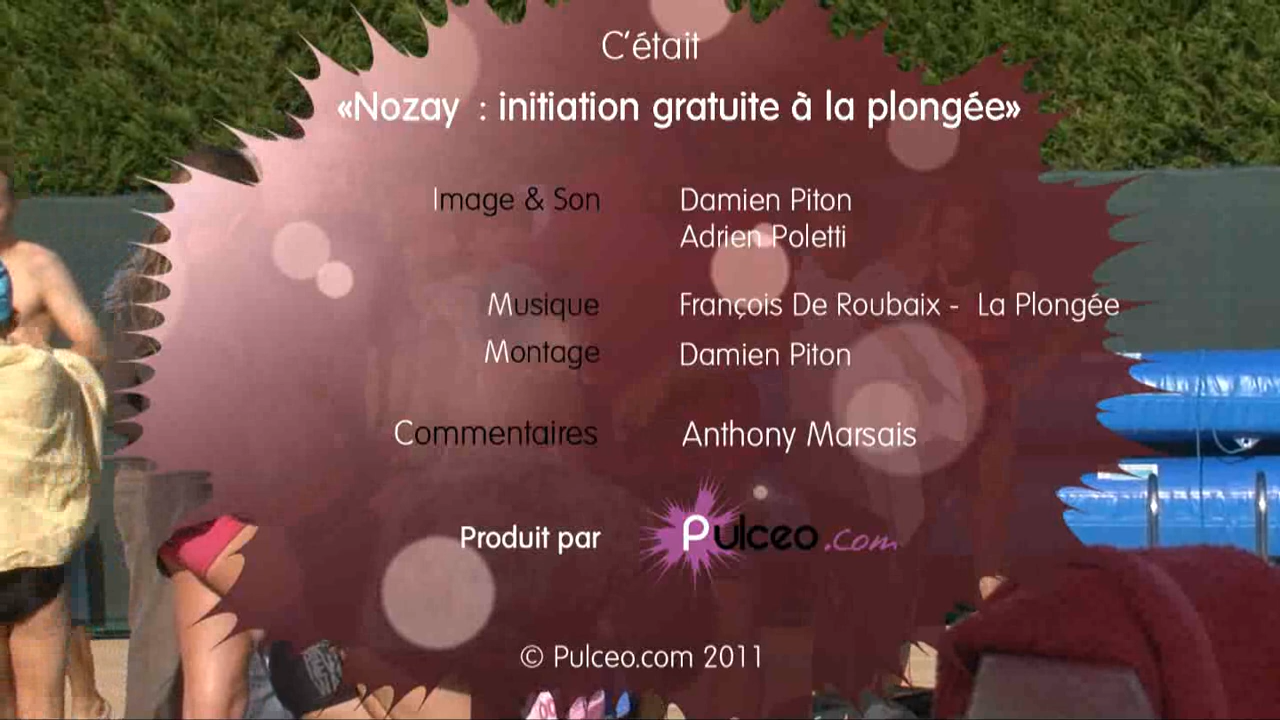 C'était
«Nozay : initiation gratuite à la plongée»
Image & Son Damien Piton
Adrien Poletti
Musique François De Roubaix - La Plongée
Montage Damien Piton
Commentaires Anthony Marsais
Produit par Pulceo.com
© Pulceo.com 2011